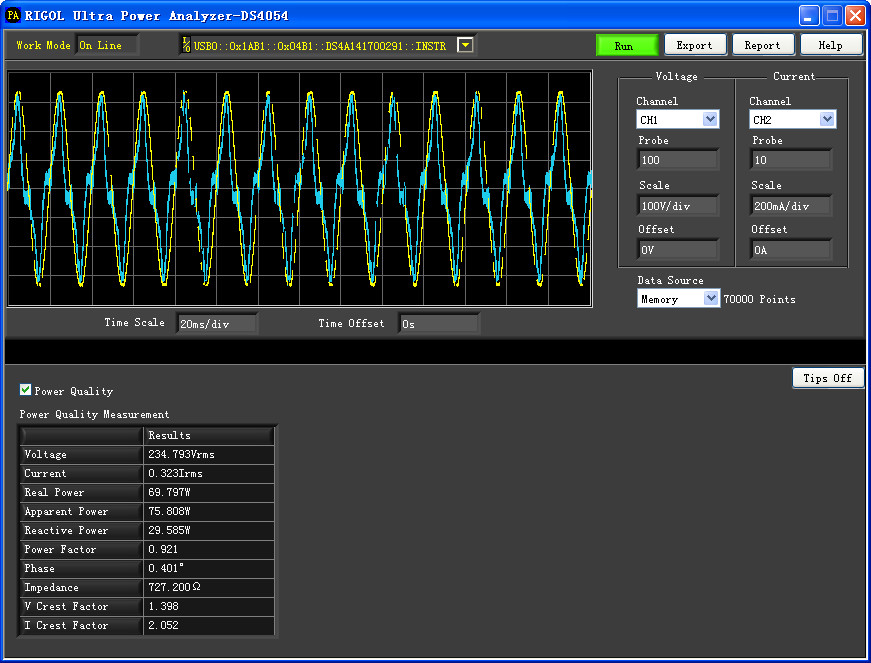 PA RIGOL Ultra Power Analyzer-DS4054
Work Mode On Line I/O USB0::0x1AB1::0x04B1::DS4A141700291::INSTR Run Export Report Help
Voltage Current
Channel Channel
CH1 CH2
Probe Probe
100 10
Scale Scale
100V/div 200mA/div
Offset Offset
0V 0A
Data Source
Memory 70000 Points
Time Scale 20ms/div Time Offset 0s
Tips Off
Power Quality
Power Quality Measurement
Results
Voltage 234.793Vrms
Current 0.323Irms
Real Power 69.797W
Apparent Power 75.808W
Reactive Power 29.585W
Power Factor 0.921
Phase 0.401°
Impedance 727.200Ω
V Crest Factor 1.398
I Crest Factor 2.052